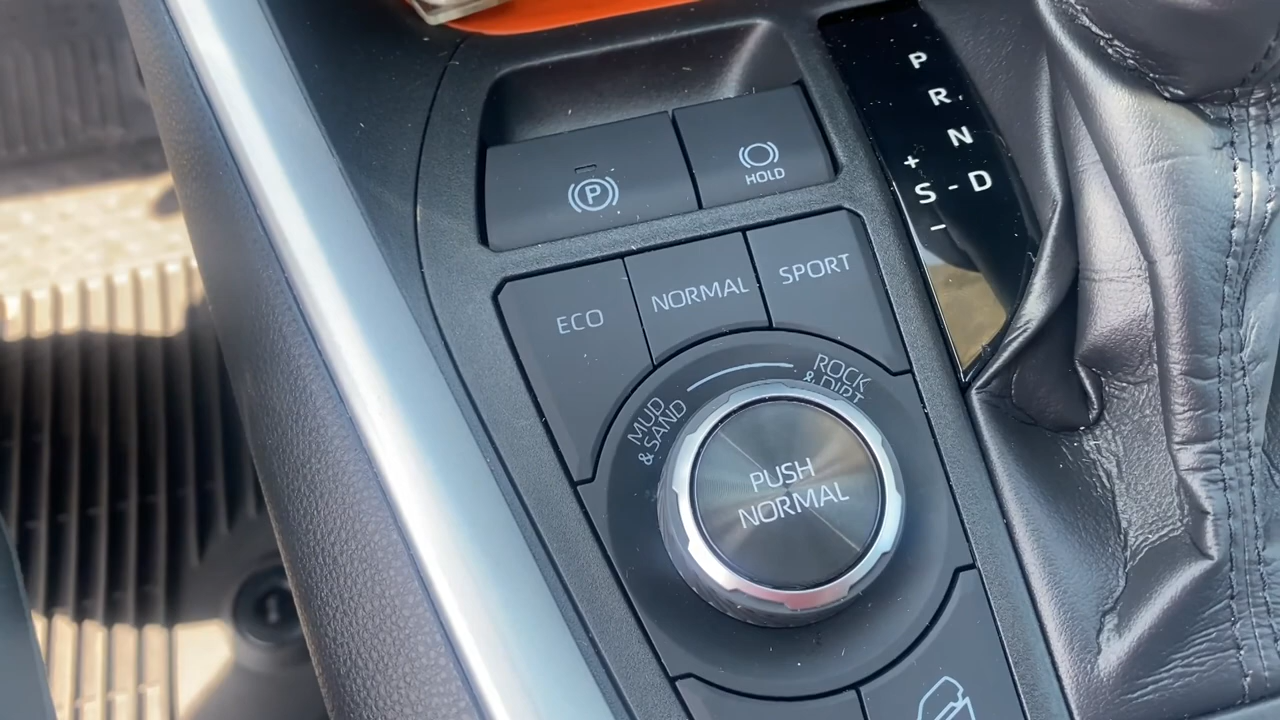 P
R
N
+
S - D
-
P
HOLD
ECO
NORMAL
SPORT
MUD
& SAND
ROCK
& DIRT
PUSH
NORMAL